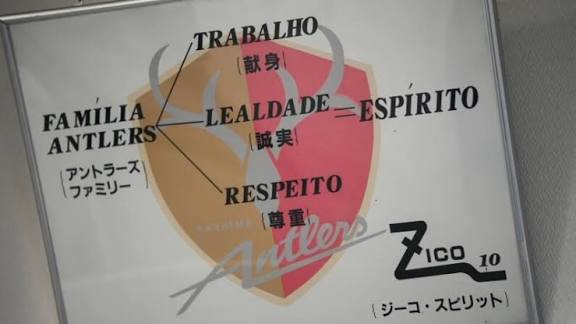 TRABALHO
(献身)
FAMÍLIA
ANTLERS
(アントラーズ
ファミリー)
LEALDADE = ESPÍRITO
(誠実)
RESPEITO
(尊重)
KASHIMA
Antlers
ZICO 10
(ジーコ・スピリット)